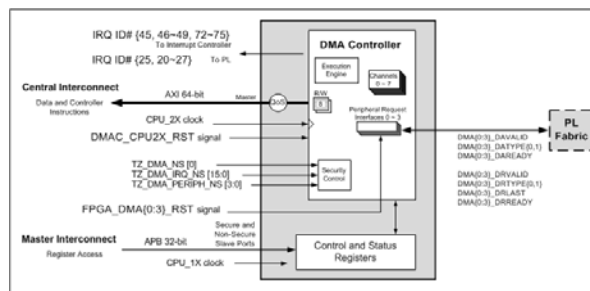 IRQ ID# {45, 46~49, 72~75}
To Interrupt Controller
IRQ ID# {25, 20~27}
To PL
Central Interconnect
Data and Controller
Instructions
AXI 64-bit
Master
QoS
CPU_2X clock
DMAC_CPU2X_RST signal
TZ_DMA_NS [0]
TZ_DMA_IRQ_NS [15:0]
TZ_DMA_PERIPH_NS [3:0]
FPGA_DMA{0:3}_RST signal
Master Interconnect
Register Access
APB 32-bit
Secure and
Non-Secure
Slave Ports
CPU_1X clock
DMA Controller
Execution
Engine
Channels
0 ~ 7
R/W
8
Peripheral Request
Interfaces 0 ~ 3
Security
Control
Control and Status
Registers
PL
Fabric
DMA{0:3}_DAVALID
DMA{0:3}_DATYPE{0,1}
DMA{0:3}_DAREADY
DMA{0:3}_DRVALID
DMA{0:3}_DRTYPE{0,1}
DMA{0:3}_DRLAST
DMA{0:3}_DRREADY